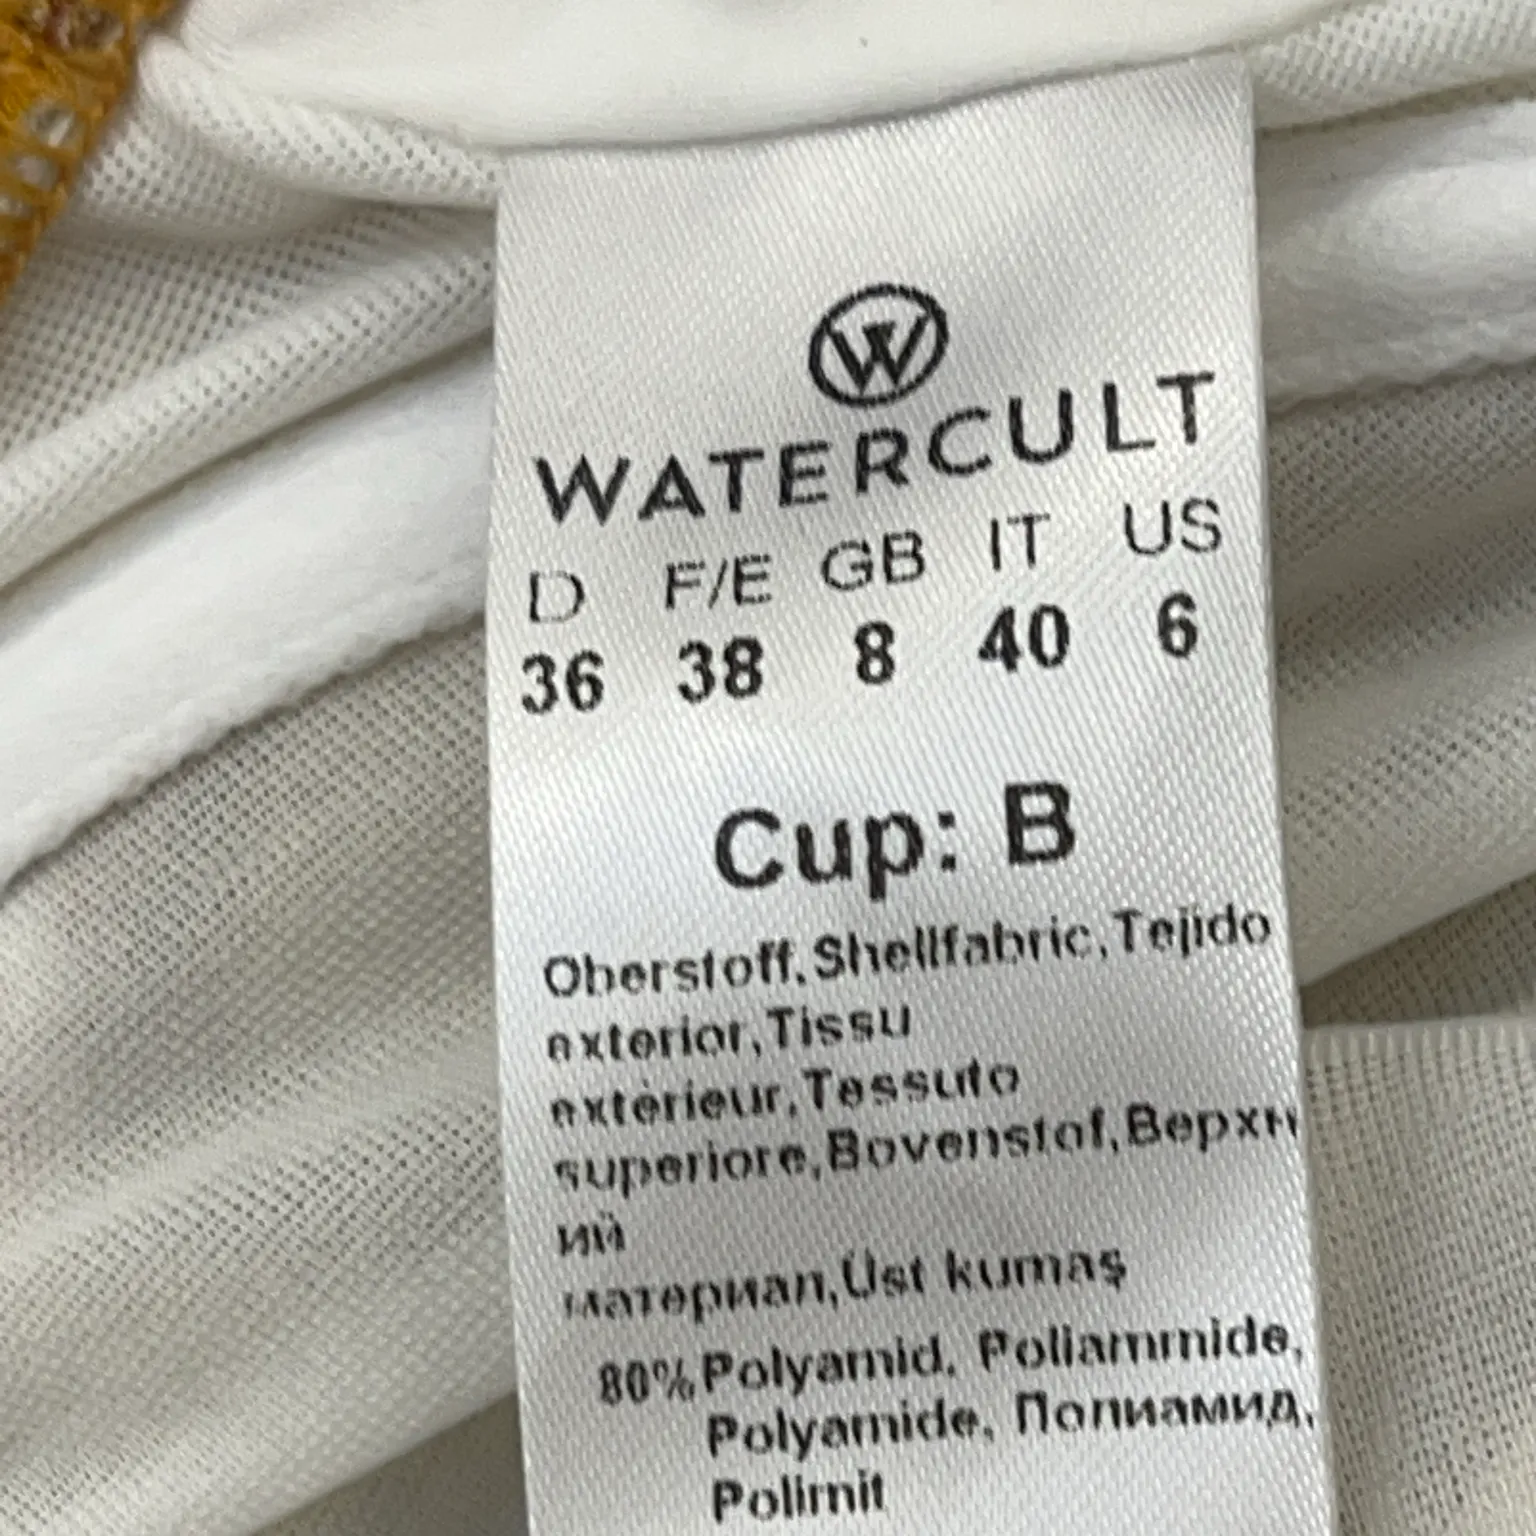 W
WATERCULT
D F/E GB IT US
36 38 8 40 6
Cup: B
Oberstoff,Shellfabric,Tejido
exterior,Tissu
extérieur,Tessuto
superiore,Bovenstof,Верхн
ий
материал,Üst kumaş
80% Polyamid, Poliammide,
Polyamide, Полиамид,
Polimit